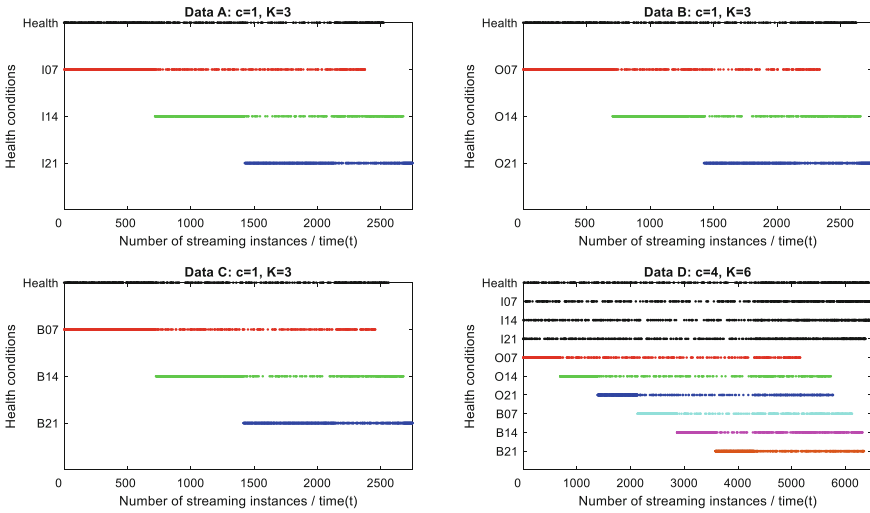 Data A: c=1, K=3
Health
I07
I14
I21
0 500 1000 1500 2000 2500
Number of streaming instances / time(t)
Health conditions
Data B: c=1, K=3
O07
O14
O21
0 500 1000 1500 2000 2500
Number of streaming instances / time(t)
Health conditions
Data C: c=1, K=3
Health
B07
B14
B21
0 500 1000 1500 2000 2500
Number of streaming instances / time(t)
Health conditions
Data D: c=4, K=6
Health
I07
I14
I21
O07
O14
O21
B07
B14
B21
0 1000 2000 3000 4000 5000 6000
Number of streaming instances / time(t)
Health conditions